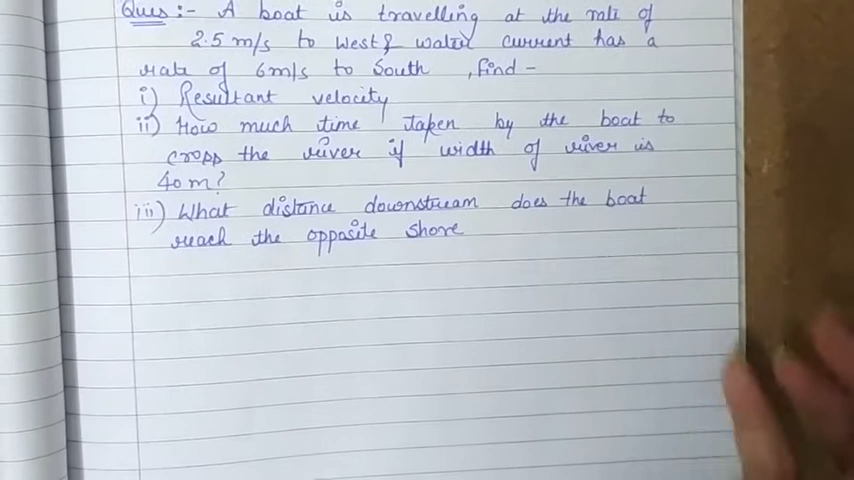 Ques :- A boat is travelling at the rate of
2.5 m/s to west & water current has a
rate of 6m/s to South , find -
i) Resultant velocity
ii) How much time taken by the boat to
cross the river if width of river is
40 m?
iii) What distance downstream does the boat
reach the opposite shore